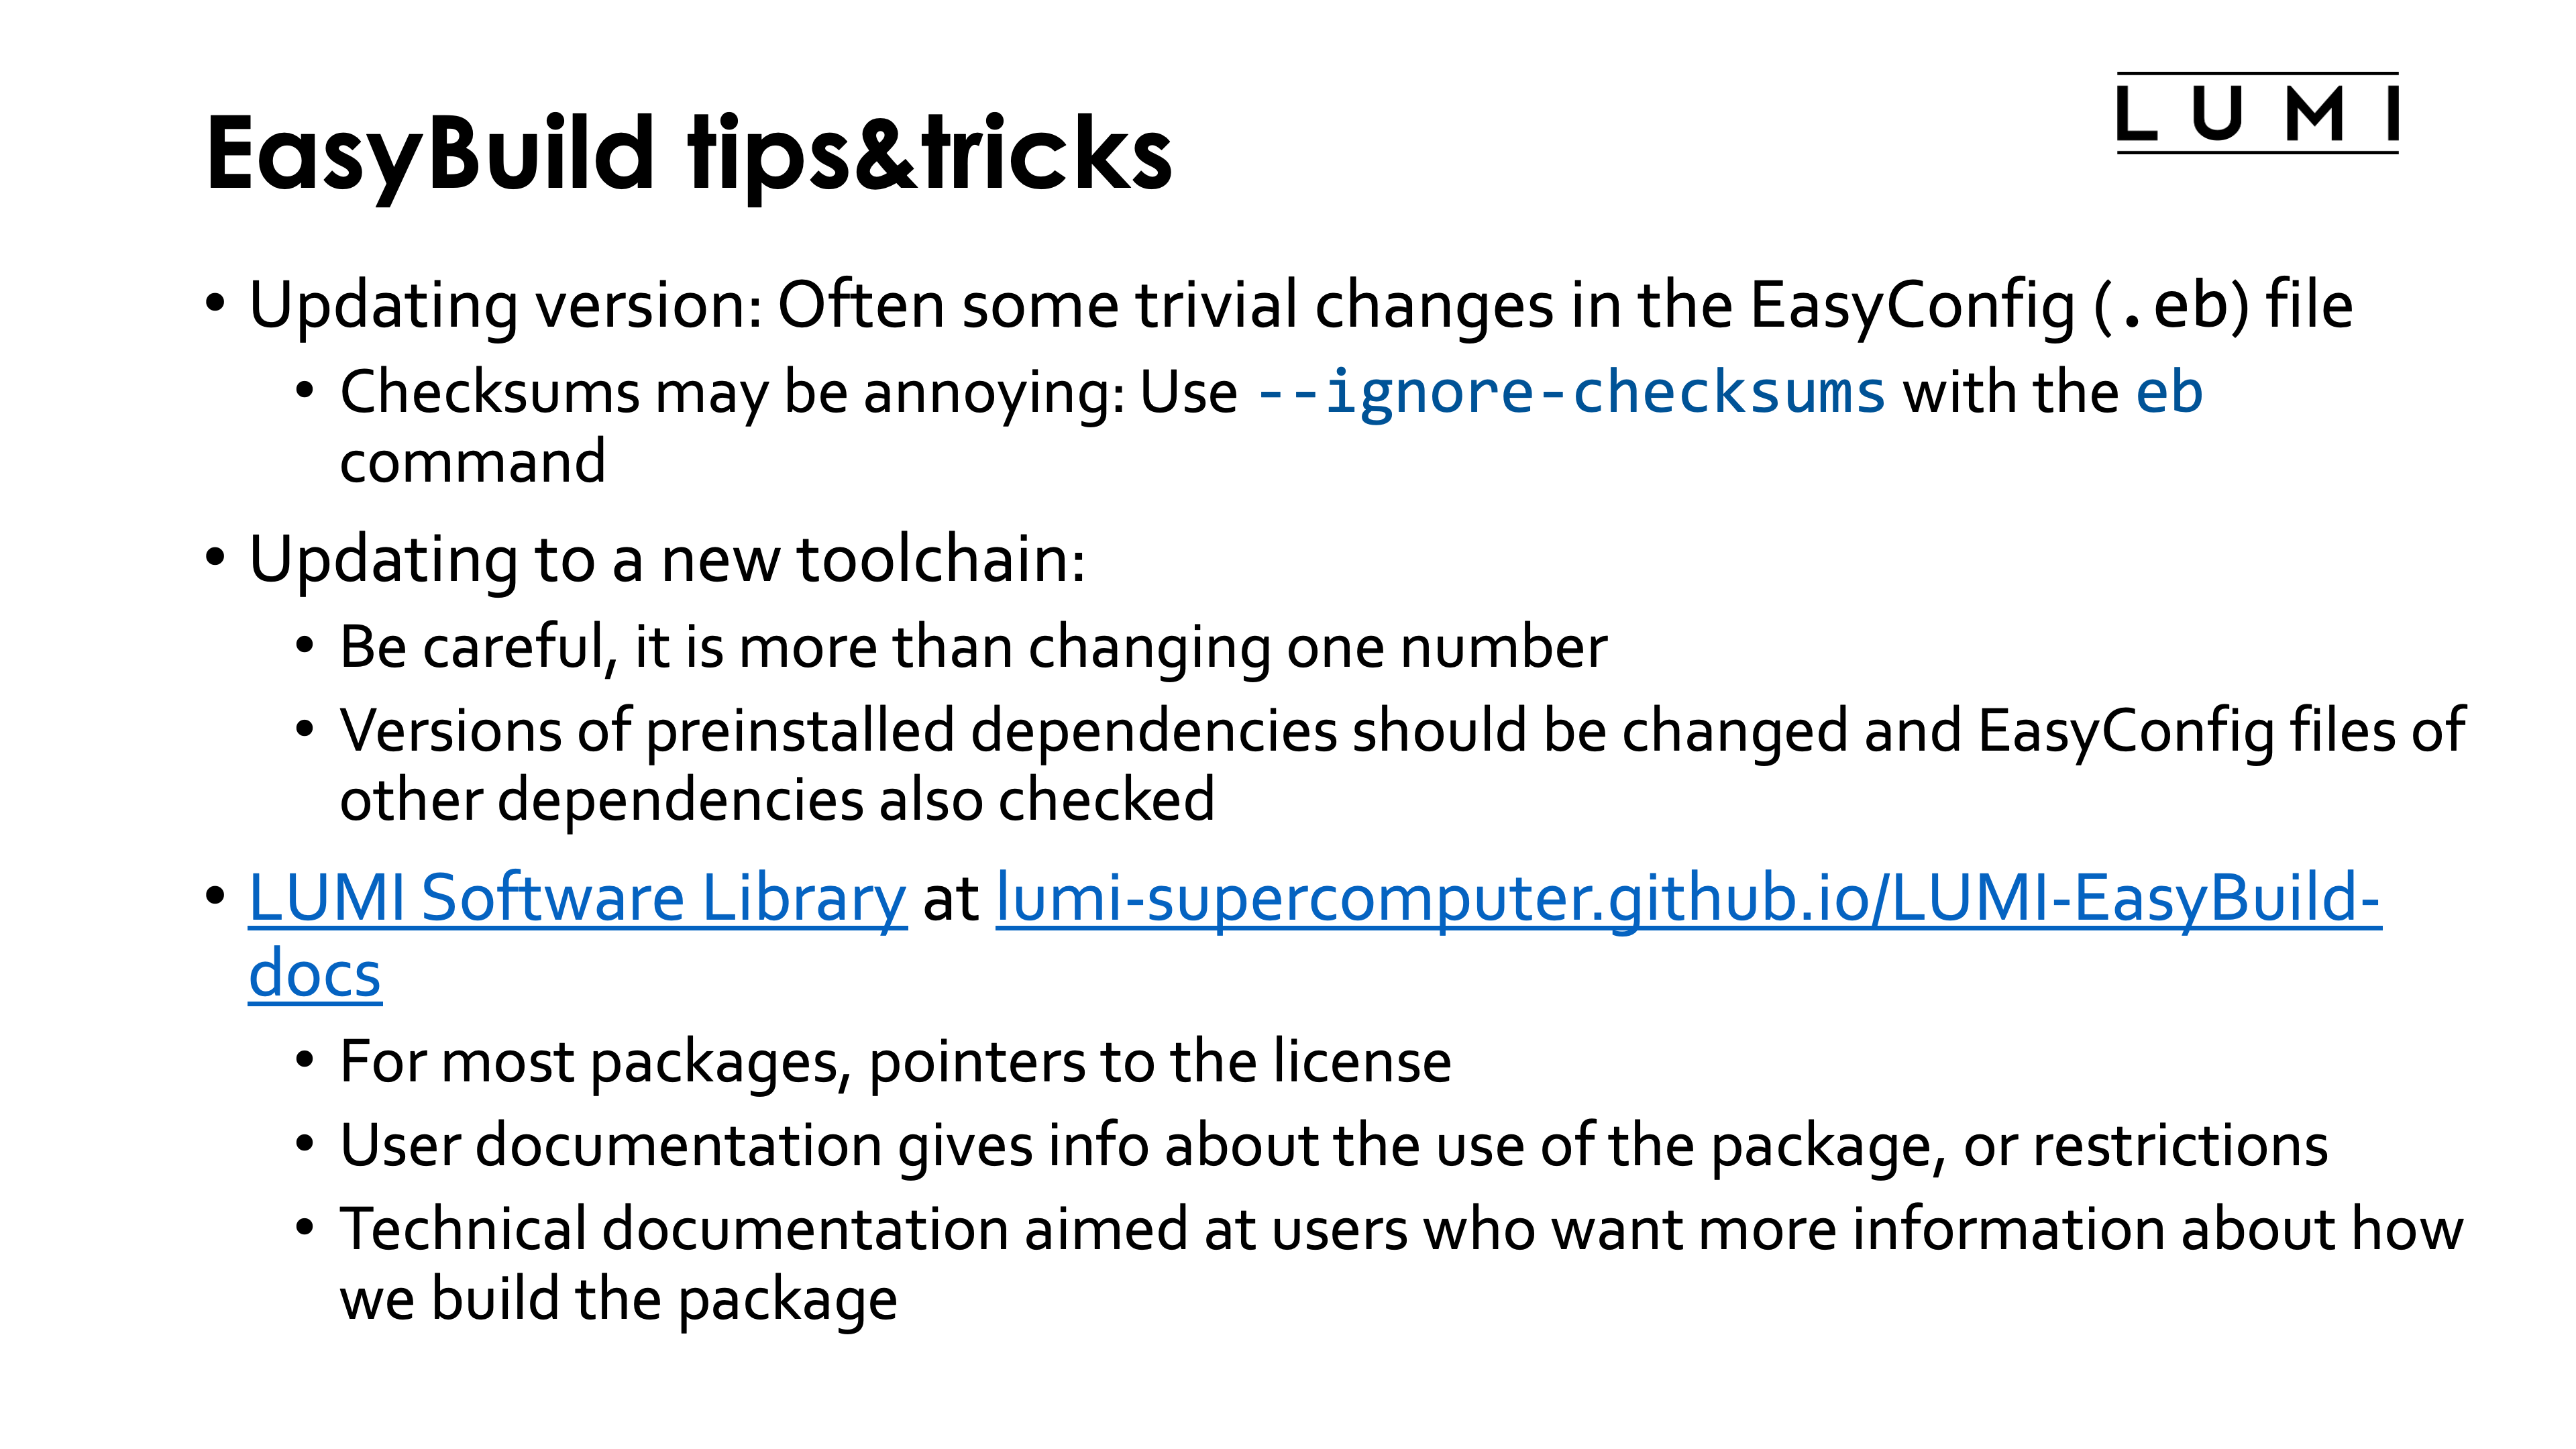 LUMI
EasyBuild tips&tricks
• Updating version: Often some trivial changes in the EasyConfig (.eb) file
• Checksums may be annoying: Use --ignore-checksums with the eb
command
• Updating to a new toolchain:
• Be careful, it is more than changing one number
• Versions of preinstalled dependencies should be changed and EasyConfig files of
other dependencies also checked
• LUMI Software Library at lumi-supercomputer.github.io/LUMI-EasyBuild-
docs
• For most packages, pointers to the license
• User documentation gives info about the use of the package, or restrictions
• Technical documentation aimed at users who want more information about how
we build the package